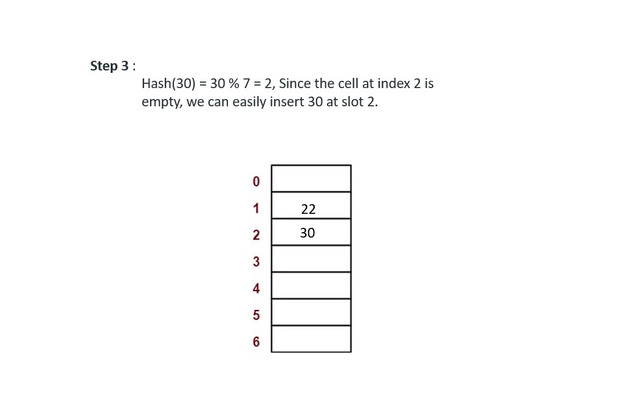 Step 3 :
Hash(30) = 30 % 7 = 2, Since the cell at index 2 is
empty, we can easily insert 30 at slot 2.
0
1 22
2 30
3
4
5
6